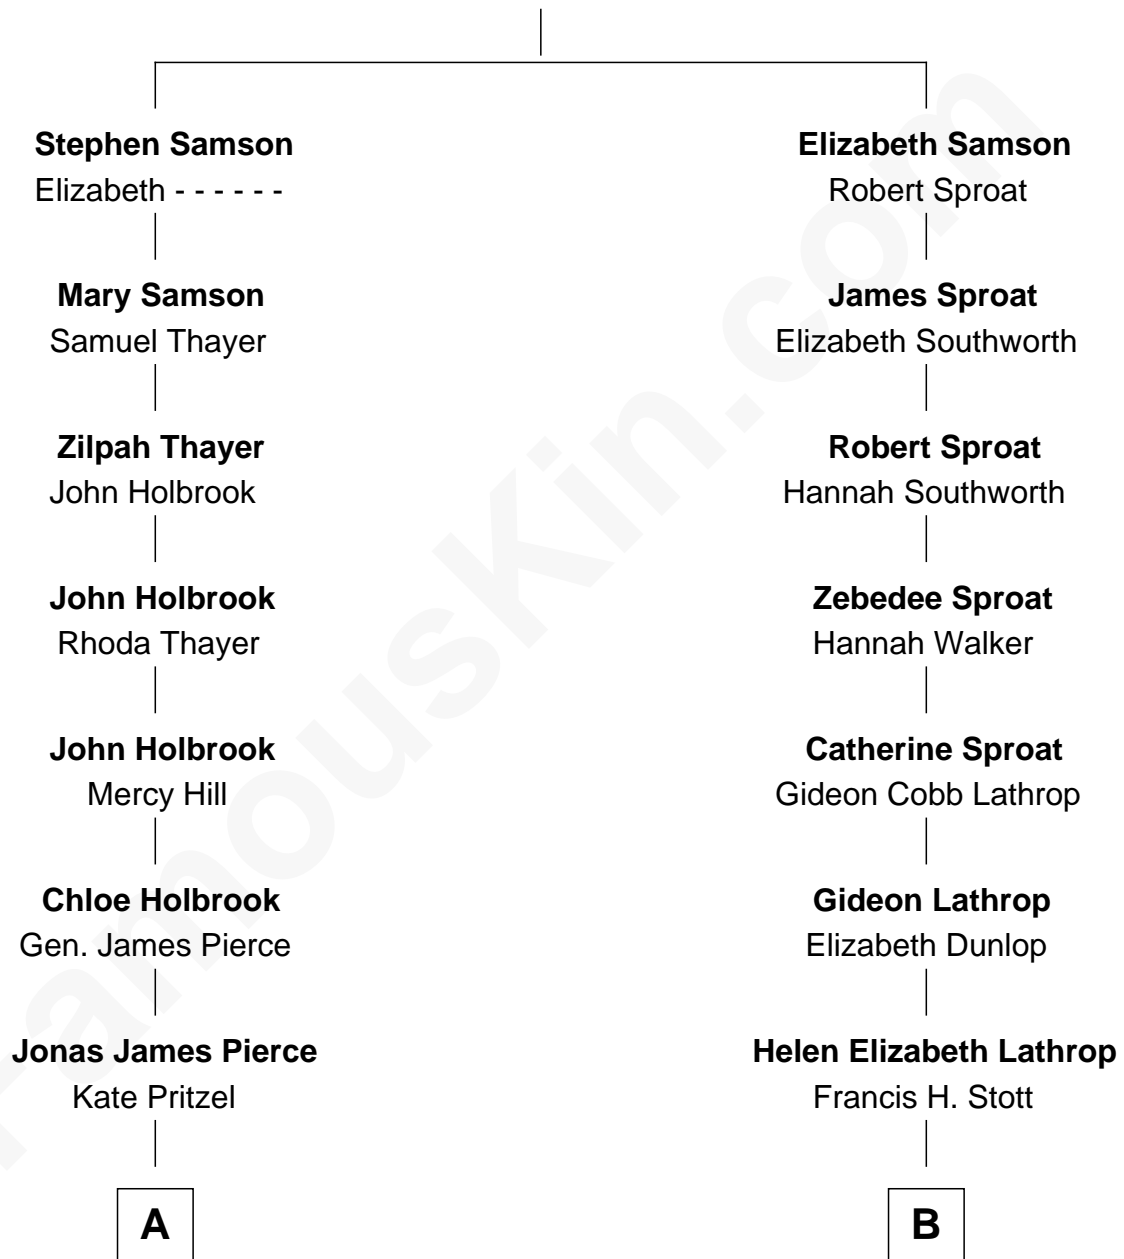 Stephen Samson
Elizabeth - - - - - -
Mary Samson
Samuel Thayer
Zilpah Thayer
John Holbrook
John Holbrook
Rhoda Thayer
John Holbrook
Mercy Hill
Chloe Holbrook
Gen. James Pierce
Jonas James Pierce
Kate Pritzel
A
Elizabeth Samson
Robert Sproat
James Sproat
Elizabeth Southworth
Robert Sproat
Hannah Southworth
Zebedee Sproat
Hannah Walker
Catherine Sproat
Gideon Cobb Lathrop
Gideon Lathrop
Elizabeth Dunlop
Helen Elizabeth Lathrop
Francis H. Stott
B
FamousKin.com